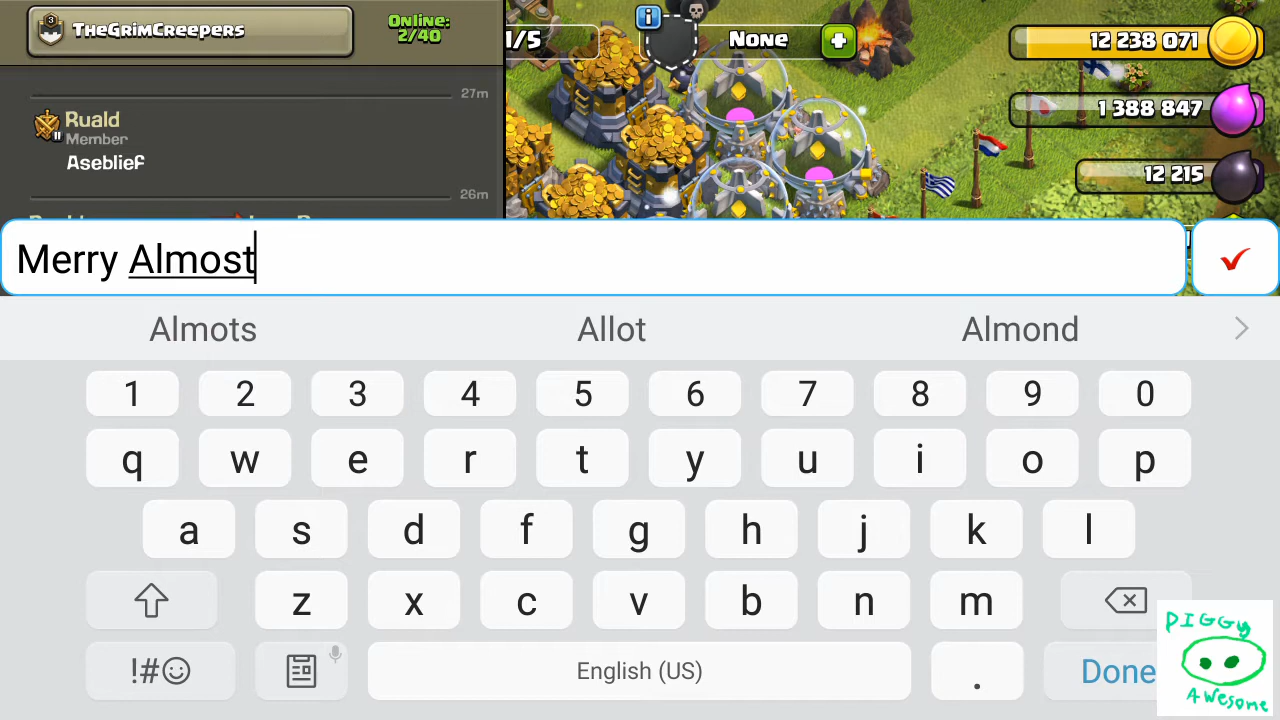 TheGrimCreepers
3
Online:
2/40
1/5
None
12 238 071
1 388 847
12 215
27m
Ruald
Member
Aseblief
26m
Merry Almost
Almots Allot Almond
1 2 3 4 5 6 7 8 9 0
q w e r t y u i o p
a s d f g h j k l
z x c v b n m
!#☺ English (US) . Done
PIGGY
AWesome